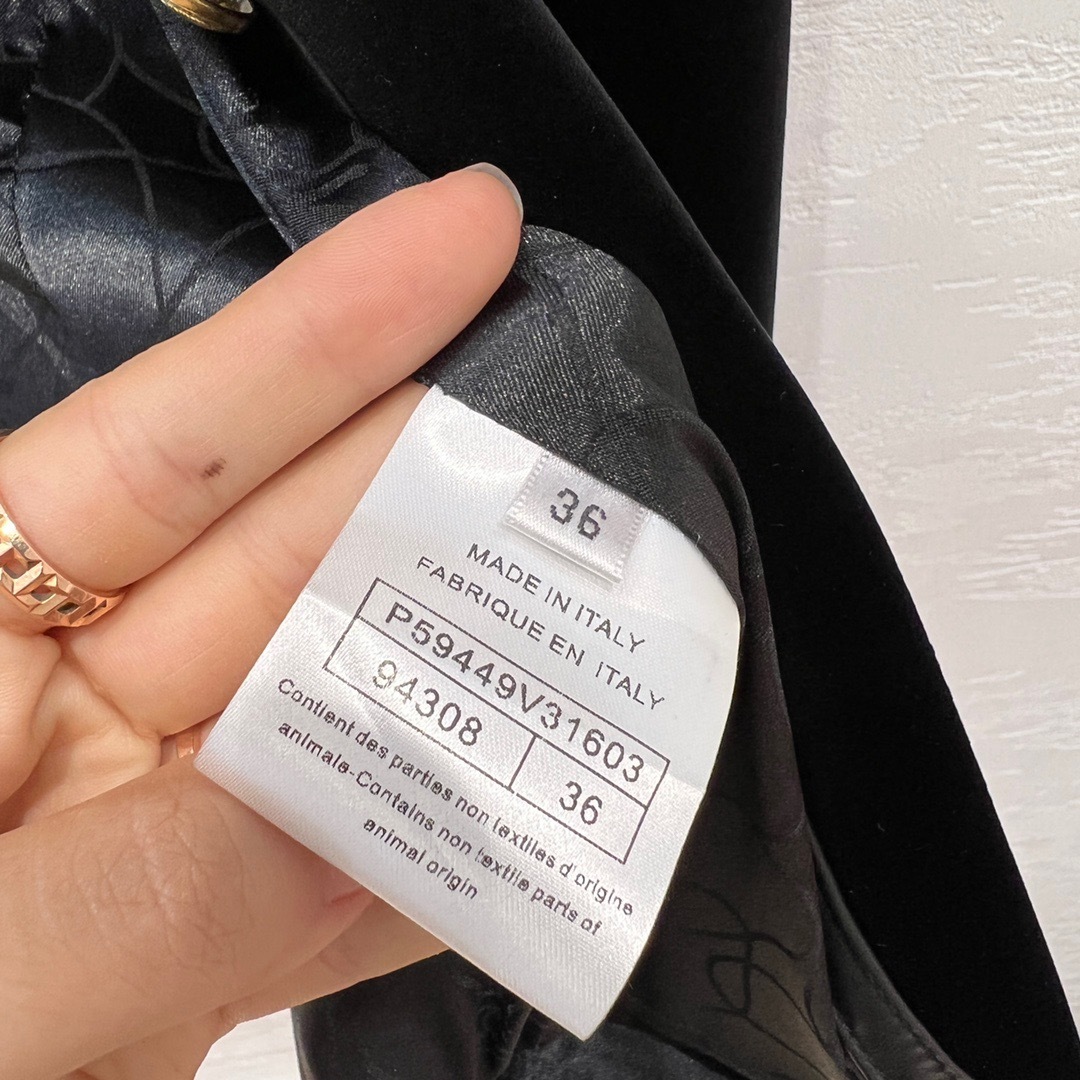 36
MADE IN ITALY
FABRIQUE EN ITALY
P59449V31603
94308 36
Contient des parties non textiles d'origine
animale-Contains non textile parts of
animal origin